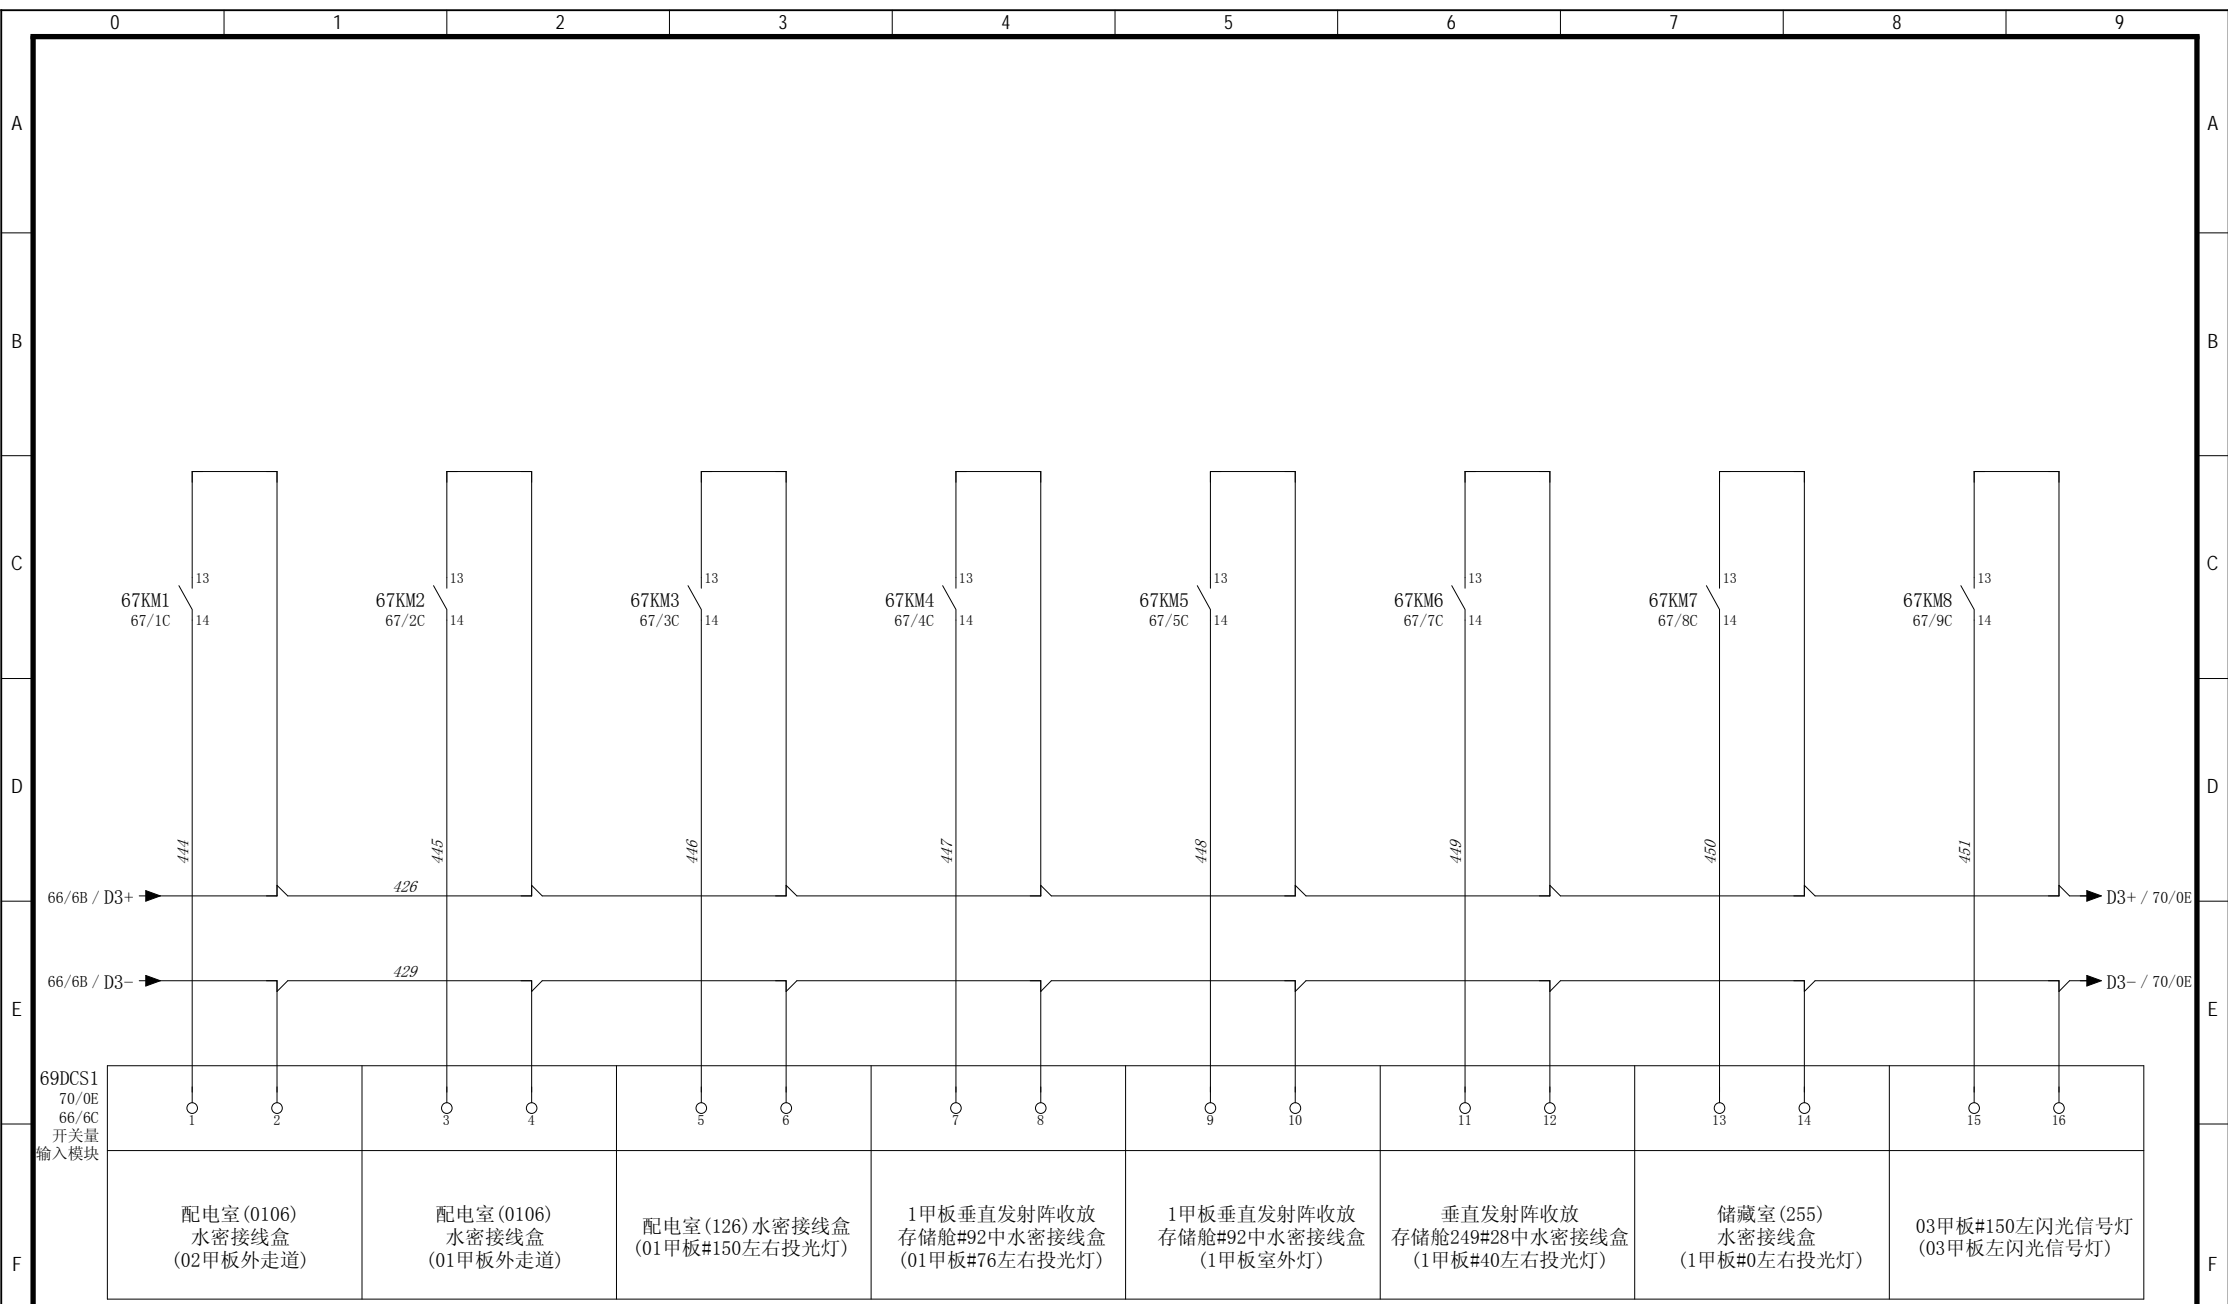 0 1 2 3 4 5 6 7 8 9
A A
B B
C C
13 13 13 13 13 13 13 13
67KM1 67KM2 67KM3 67KM4 67KM5 67KM6 67KM7 67KM8
67/1C 14 67/2C 14 67/3C 14 67/4C 14 67/5C 14 67/7C 14 67/8C 14 67/9C 14
D D
444 445 446 447 448 449 450 451
66/6B / D3+ 426 D3+ / 70/0E
66/6B / D3- 429 D3- / 70/0E
E E
69DCS1
70/0E
66/6C
开关量
输入模块
1 2 3 4 5 6 7 8 9 10 11 12 13 14 15 16
配电室(0106)
水密接线盒
(02甲板外走道)
配电室(0106)
水密接线盒
(01甲板外走道)
配电室(126)水密接线盒
(01甲板#150左右投光灯)
1甲板垂直发射阵收放
存储舱#92中水密接线盒
(01甲板#76左右投光灯)
1甲板垂直发射阵收放
存储舱#92中水密接线盒
(1甲板室外灯)
垂直发射阵收放
存储舱249#28中水密接线盒
(1甲板#40左右投光灯)
储藏室(255)
水密接线盒
(1甲板#0左右投光灯)
03甲板#150左闪光信号灯
(03甲板左闪光信号灯)
F F